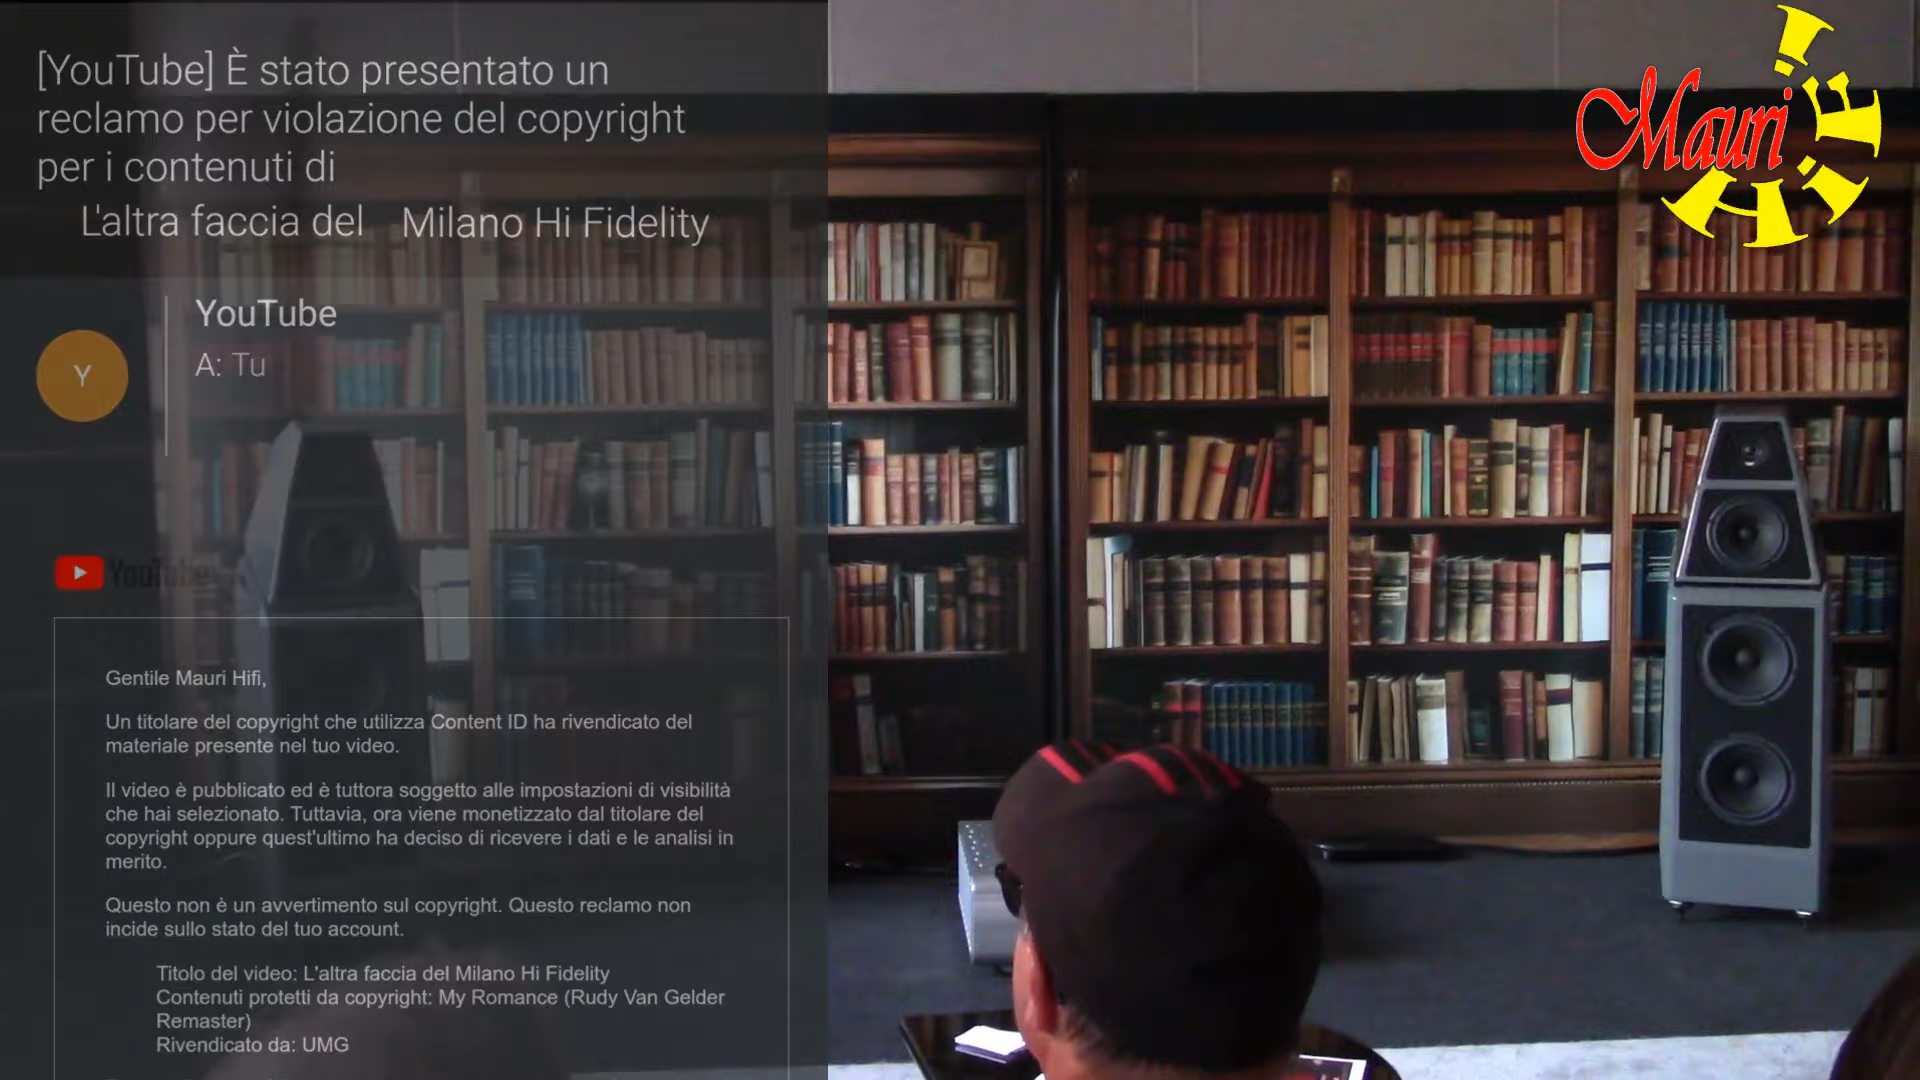 [YouTube] È stato presentato un
reclamo per violazione del copyright
per i contenuti di
L'altra faccia del Milano Hi Fidelity
YouTube
A: Tu
Y
YouTube
Gentile Mauri Hifi,
Un titolare del copyright che utilizza Content ID ha rivendicato del
materiale presente nel tuo video.
Il video è pubblicato ed è tuttora soggetto alle impostazioni di visibilità
che hai selezionato. Tuttavia, ora viene monetizzato dal titolare del
copyright oppure quest'ultimo ha deciso di ricevere i dati e le analisi in
merito.
Questo non è un avvertimento sul copyright. Questo reclamo non
incide sullo stato del tuo account.
Titolo del video: L'altra faccia del Milano Hi Fidelity
Contenuti protetti da copyright: My Romance (Rudy Van Gelder
Remaster)
Rivendicato da: UMG
Mauri
HiFi